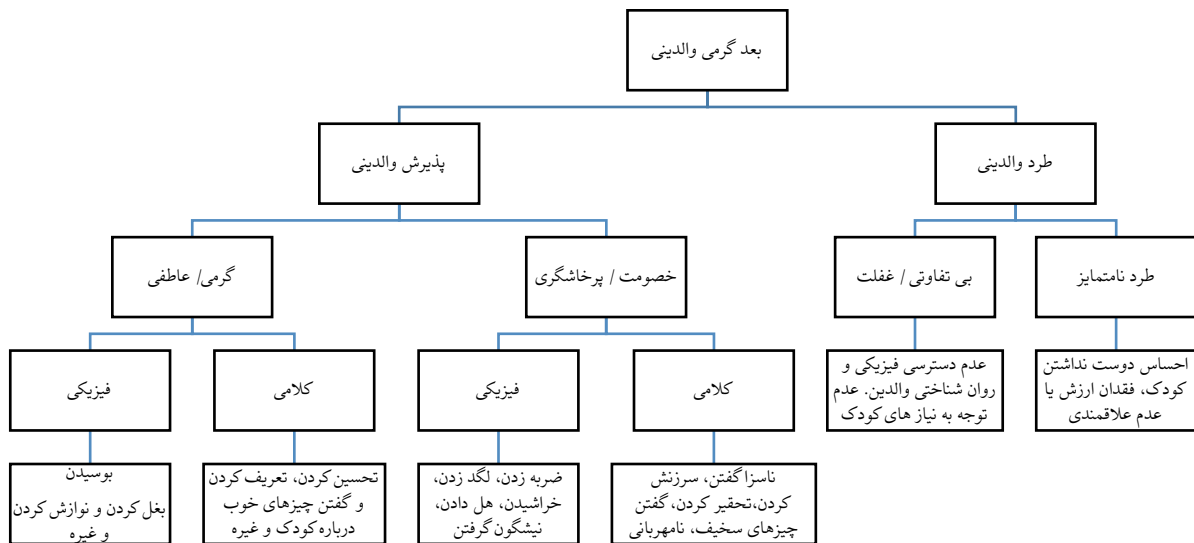 بعد گرمی والدینی
طرد والدینی
پذیرش والدینی
طرد نامتمایز
بی تفاوتی / غفلت
خصومت / پرخاشگری
گرمی/ عاطفی
احساس دوست نداشتن
کودک، فقدان ارزش یا
عدم علاقمندی
عدم دسترسی فیزیکی و
روان شناختی والدین. عدم
توجه به نیاز های کودک
کلامی
فیزیکی
کلامی
فیزیکی
ناسزا گفتن، سرزنش
کردن،تحقیر کردن، گفتن
چیزهای سخیف، نامهربانی
ضربه زدن، لگد زدن،
خراشیدن، هل دادن،
نیشگون گرفتن
تحسین کردن، تعریف کردن
و گفتن چیزهای خوب
درباره کودک و غیره
بوسیدن
بغل کردن و نوازش کردن
و غیره